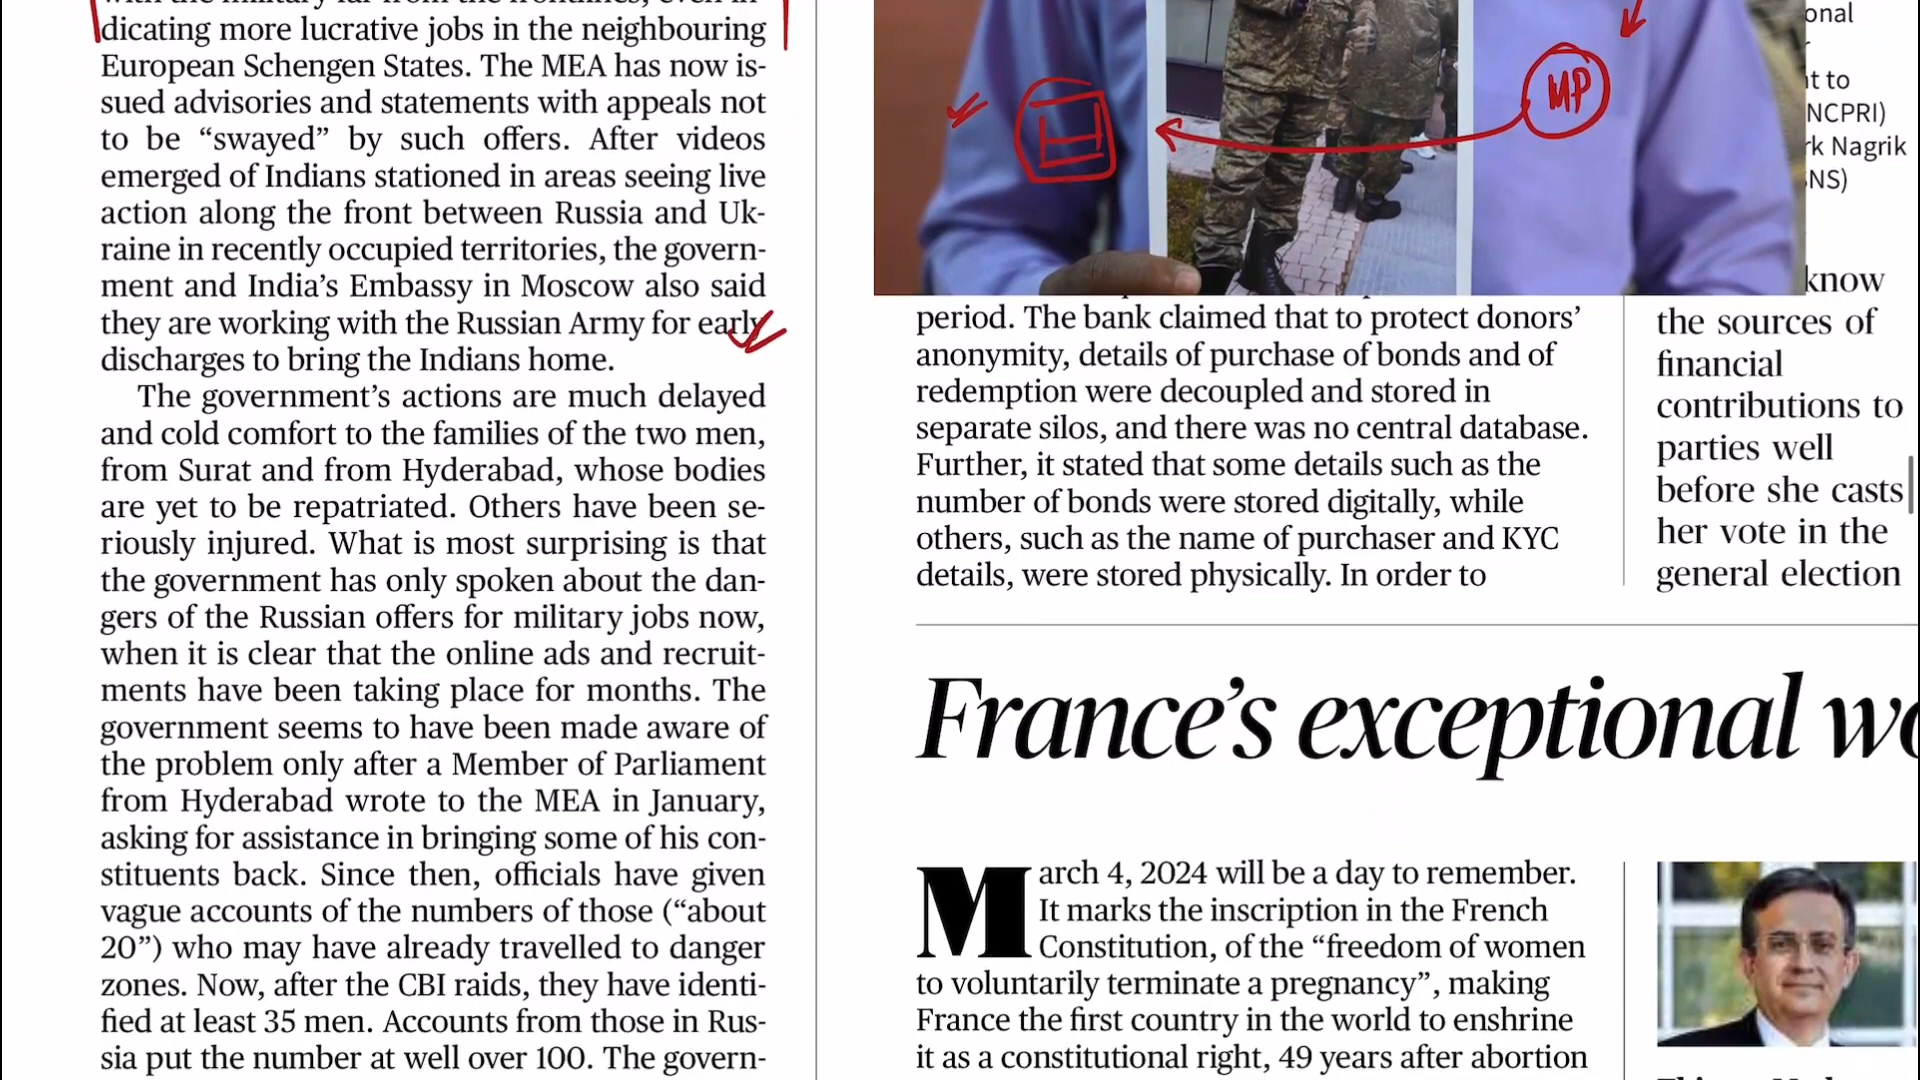 dicating more lucrative jobs in the neighbouring
European Schengen States. The MEA has now is-
sued advisories and statements with appeals not
to be “swayed” by such offers. After videos
emerged of Indians stationed in areas seeing live
action along the front between Russia and Uk-
raine in recently occupied territories, the govern-
ment and India’s Embassy in Moscow also said
they are working with the Russian Army for early
discharges to bring the Indians home.
The government’s actions are much delayed
and cold comfort to the families of the two men,
from Surat and from Hyderabad, whose bodies
are yet to be repatriated. Others have been se-
riously injured. What is most surprising is that
the government has only spoken about the dan-
gers of the Russian offers for military jobs now,
when it is clear that the online ads and recruit-
ments have been taking place for months. The
government seems to have been made aware of
the problem only after a Member of Parliament
from Hyderabad wrote to the MEA in January,
asking for assistance in bringing some of his con-
stituents back. Since then, officials have given
vague accounts of the numbers of those (“about
20”) who may have already travelled to danger
zones. Now, after the CBI raids, they have identi-
fied at least 35 men. Accounts from those in Rus-
sia put the number at well over 100. The govern-
MP
period. The bank claimed that to protect donors’
anonymity, details of purchase of bonds and of
redemption were decoupled and stored in
separate silos, and there was no central database.
Further, it stated that some details such as the
number of bonds were stored digitally, while
others, such as the name of purchaser and KYC
details, were stored physically. In order to
onal
r
nt to
NCPRI)
rk Nagrik
SNS)
know
the sources of
financial
contributions to
parties well
before she casts
her vote in the
general election
France’s exceptional wo
March 4, 2024 will be a day to remember.
It marks the inscription in the French
Constitution, of the “freedom of women
to voluntarily terminate a pregnancy”, making
France the first country in the world to enshrine
it as a constitutional right, 49 years after abortion